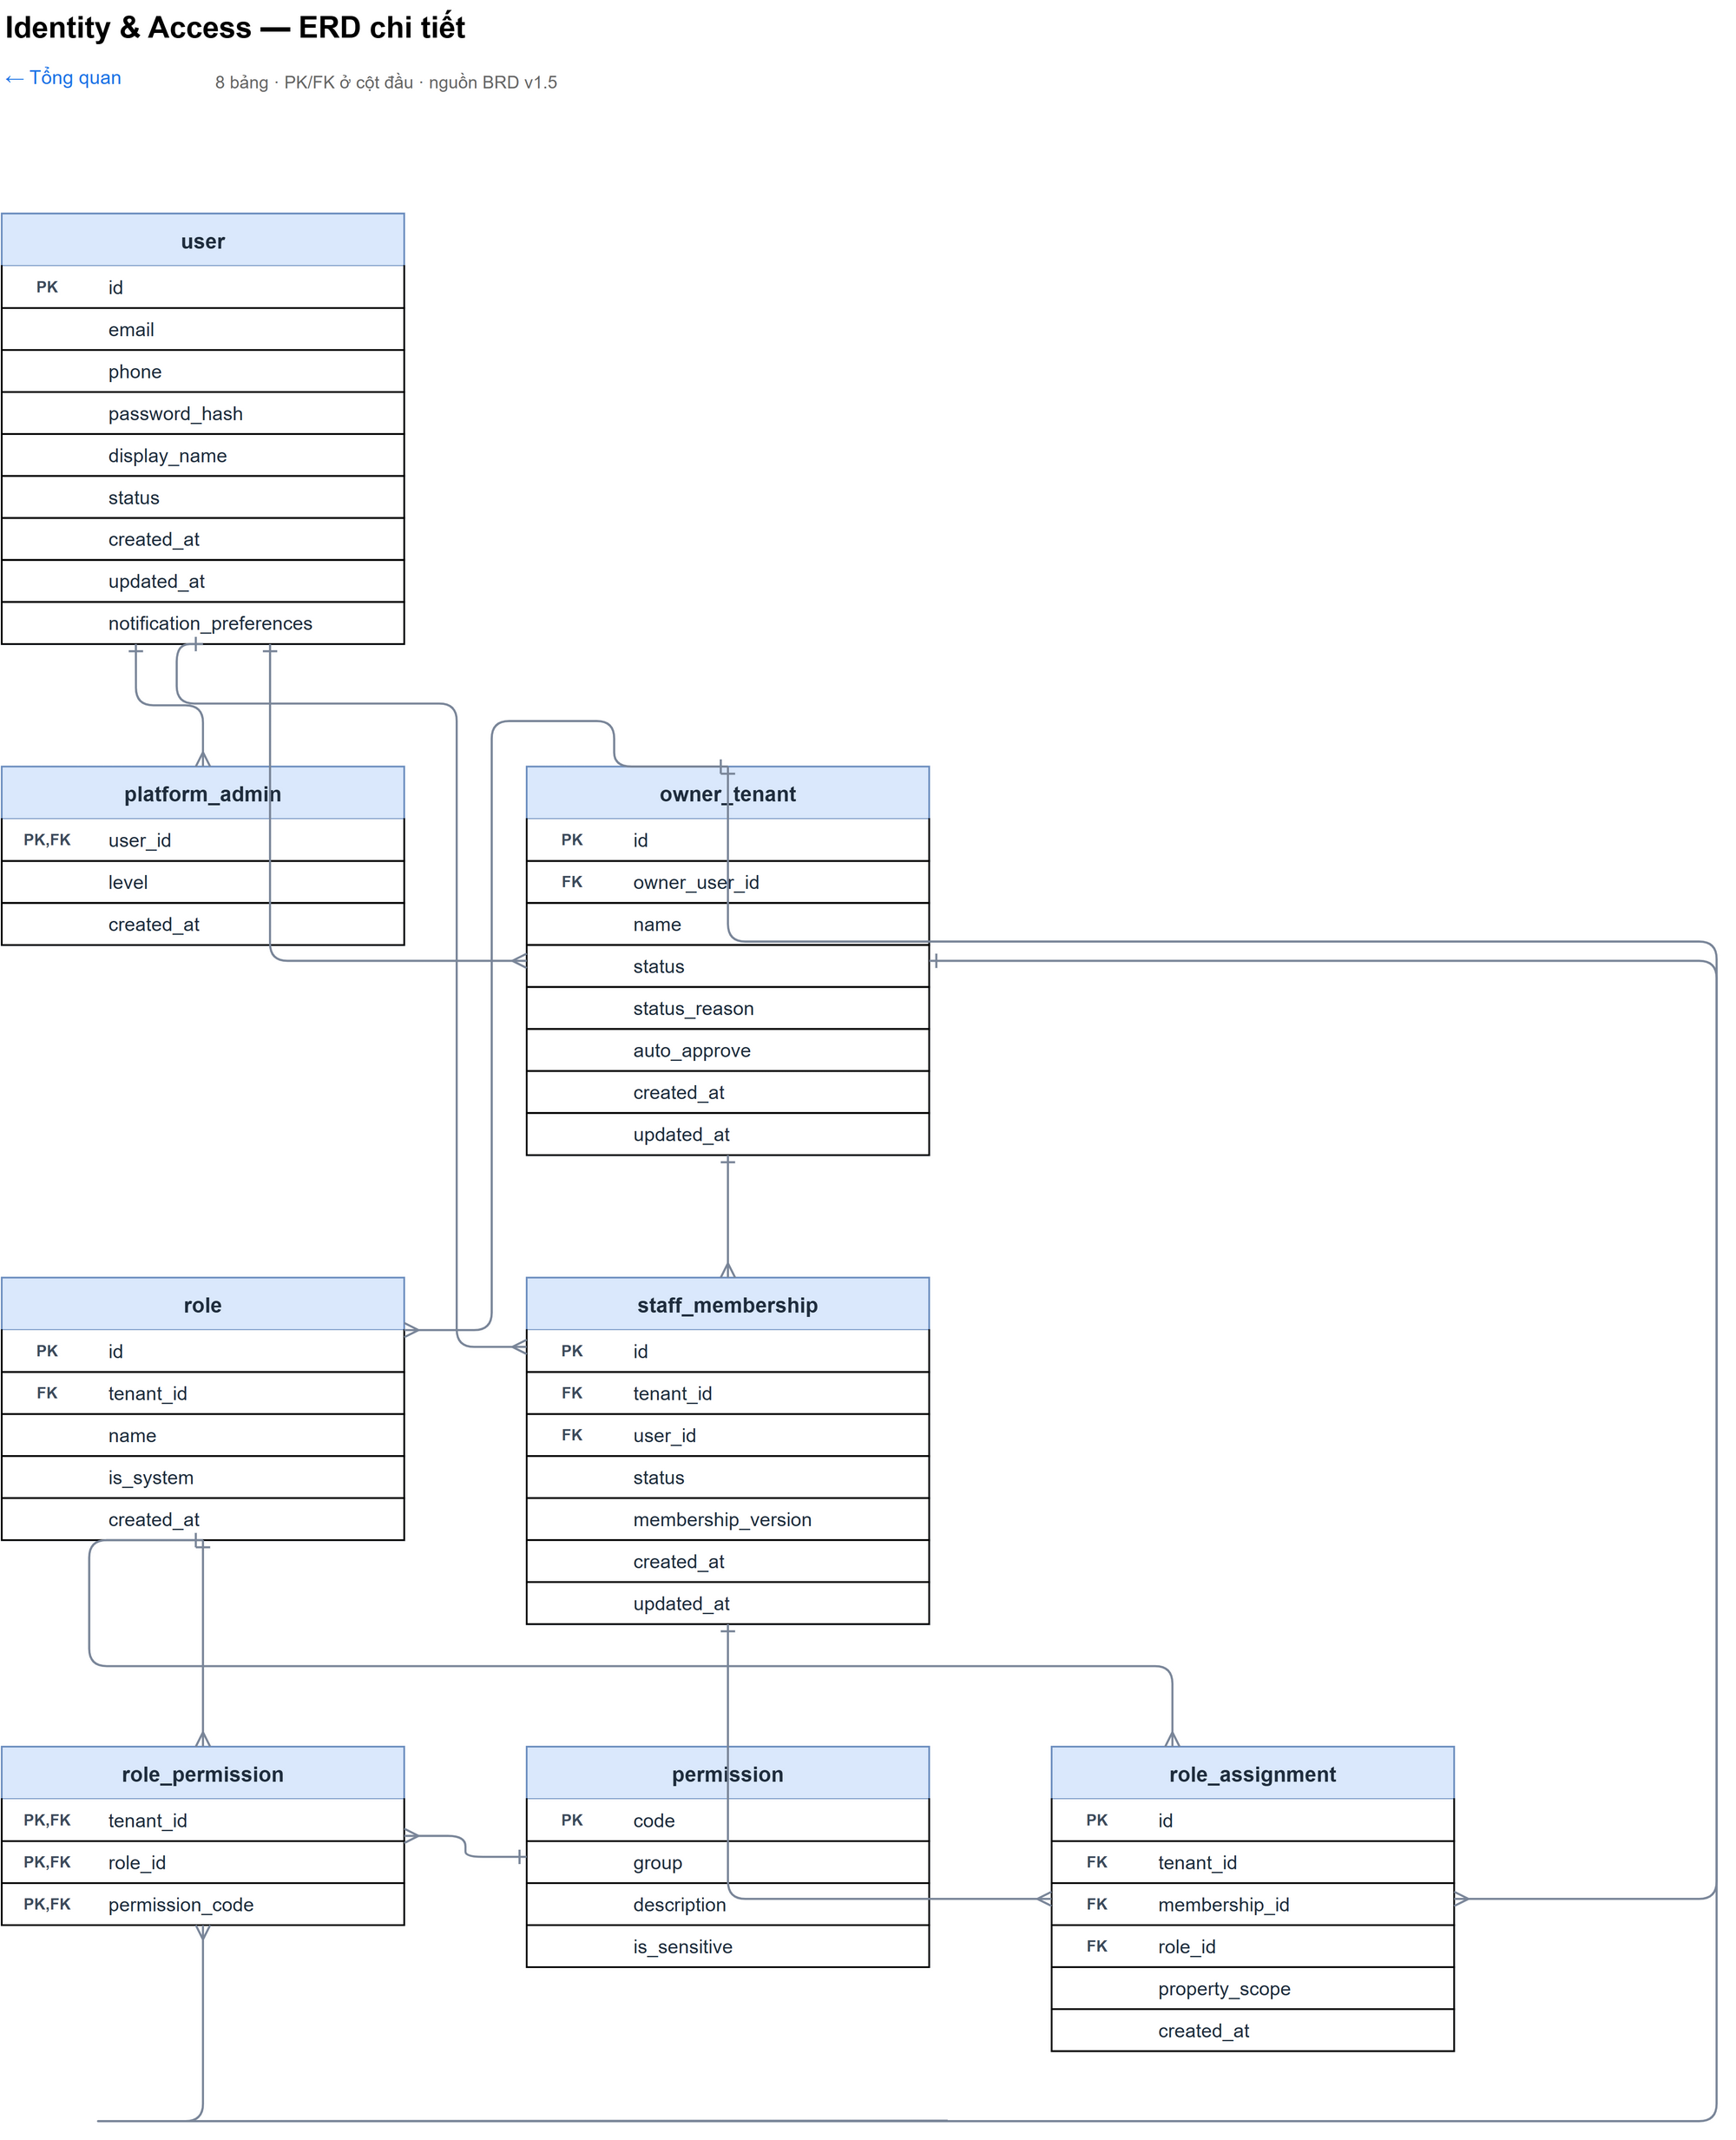 Identity & Access — ERD chi tiết
← Tổng quan
8 bảng · PK/FK ở cột đầu · nguồn BRD v1.5
user
PK id
email
phone
password_hash
display_name
status
created_at
updated_at
notification_preferences
platform_admin
PK,FK user_id
level
created_at
owner_tenant
PK id
FK owner_user_id
name
status
status_reason
auto_approve
created_at
updated_at
role
PK id
FK tenant_id
name
is_system
created_at
staff_membership
PK id
FK tenant_id
FK user_id
status
membership_version
created_at
updated_at
role_permission
PK,FK tenant_id
PK,FK role_id
PK,FK permission_code
permission
PK code
group
description
is_sensitive
role_assignment
PK id
FK tenant_id
FK membership_id
FK role_id
property_scope
created_at